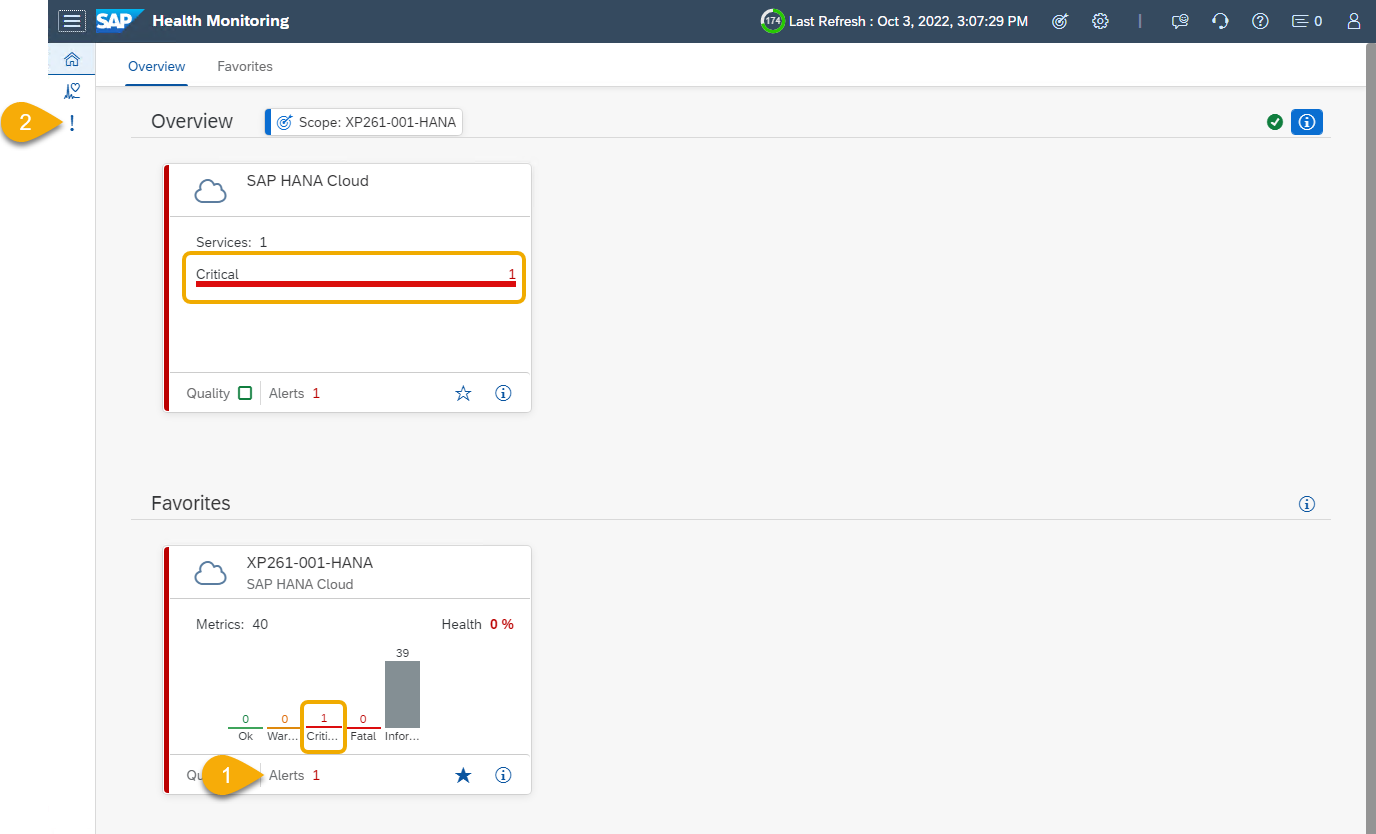 SAP Health Monitoring
174 Last Refresh : Oct 3, 2022, 3:07:29 PM
0
Overview Favorites
2
Overview Scope: XP261-001-HANA
SAP HANA Cloud
Services: 1
Critical 1
Quality Alerts 1
Favorites
XP261-001-HANA
SAP HANA Cloud
Metrics: 40 Health 0 %
39
0 0 1 0
Ok War... Criti... Fatal Infor...
1 Alerts 1